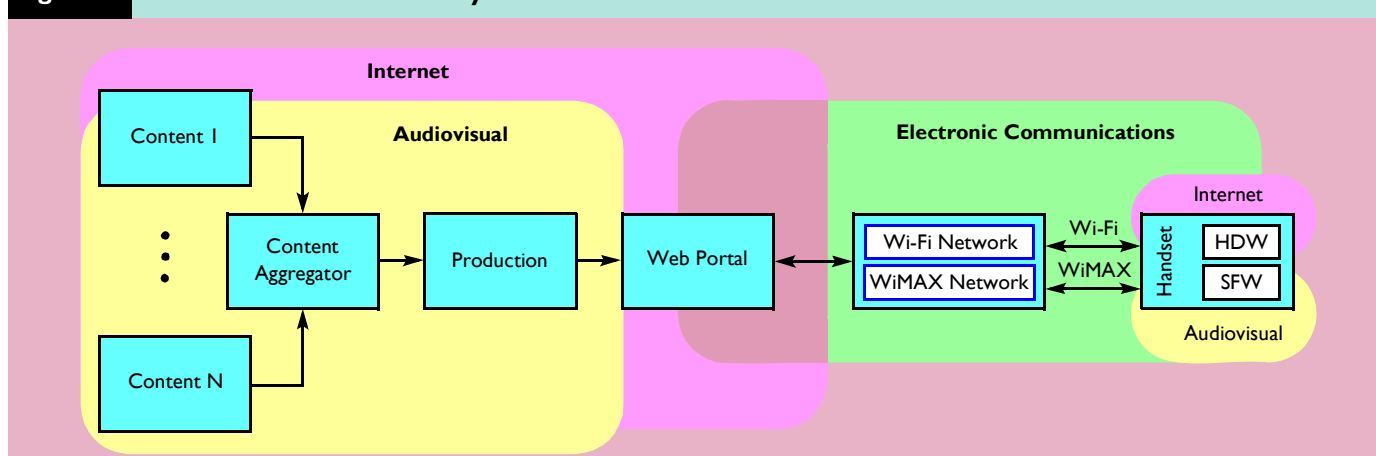 Internet
Content 1
Audiovisual
Electronic Communications
Internet
Content
Aggregator
Production
Web Portal
Wi-Fi Network
WiMAX Network
Wi-Fi
WiMAX
Handset
HDW
SFW
Audiovisual
Content N